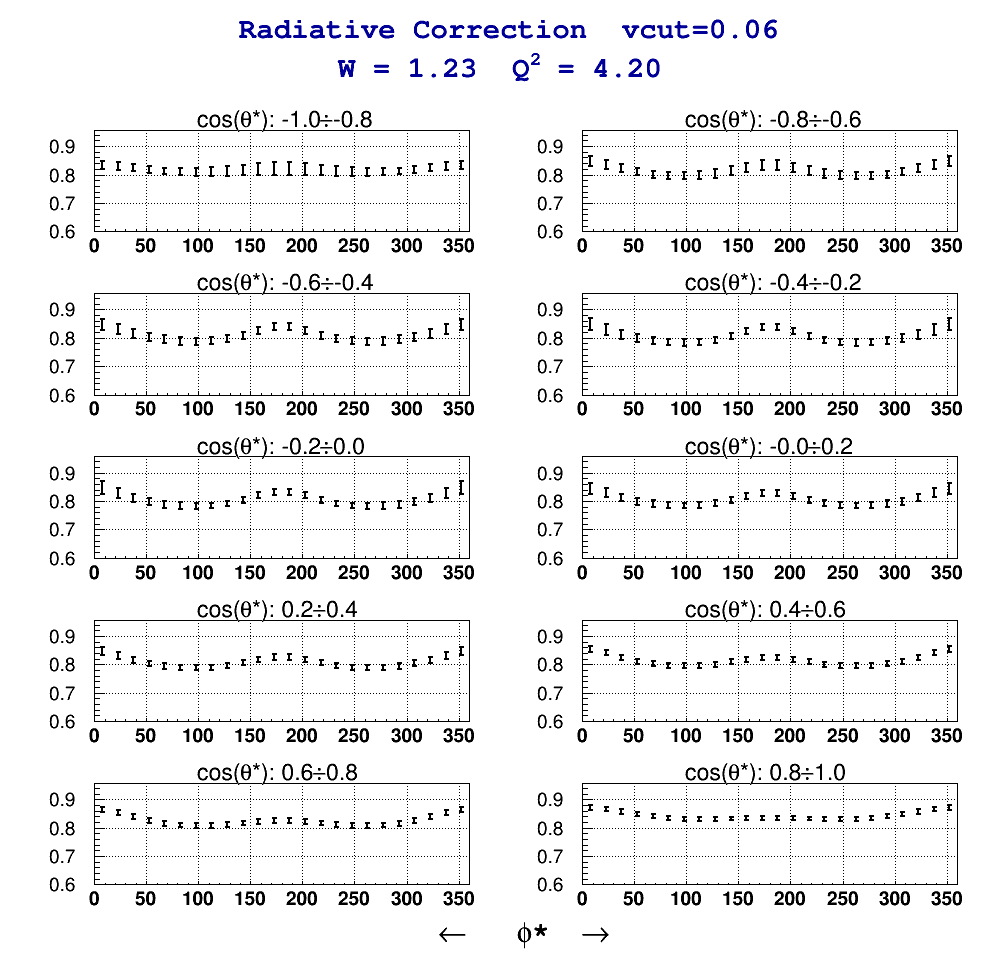 Radiative Correction vcut=0.06
W = 1.23 Q² = 4.20
cos(θ*): -1.0÷-0.8
0.9
0.8
0.7
0.6
0 50 100 150 200 250 300 350
cos(θ*): -0.8÷-0.6
0.9
0.8
0.7
0.6
0 50 100 150 200 250 300 350
cos(θ*): -0.6÷-0.4
0.9
0.8
0.7
0.6
0 50 100 150 200 250 300 350
cos(θ*): -0.4÷-0.2
0.9
0.8
0.7
0.6
0 50 100 150 200 250 300 350
cos(θ*): -0.2÷0.0
0.9
0.8
0.7
0.6
0 50 100 150 200 250 300 350
cos(θ*): -0.0÷0.2
0.9
0.8
0.7
0.6
0 50 100 150 200 250 300 350
cos(θ*): 0.2÷0.4
0.9
0.8
0.7
0.6
0 50 100 150 200 250 300 350
cos(θ*): 0.4÷0.6
0.9
0.8
0.7
0.6
0 50 100 150 200 250 300 350
cos(θ*): 0.6÷0.8
0.9
0.8
0.7
0.6
0 50 100 150 200 250 300 350
cos(θ*): 0.8÷1.0
0.9
0.8
0.7
0.6
0 50 100 150 200 250 300 350
← ϕ* →